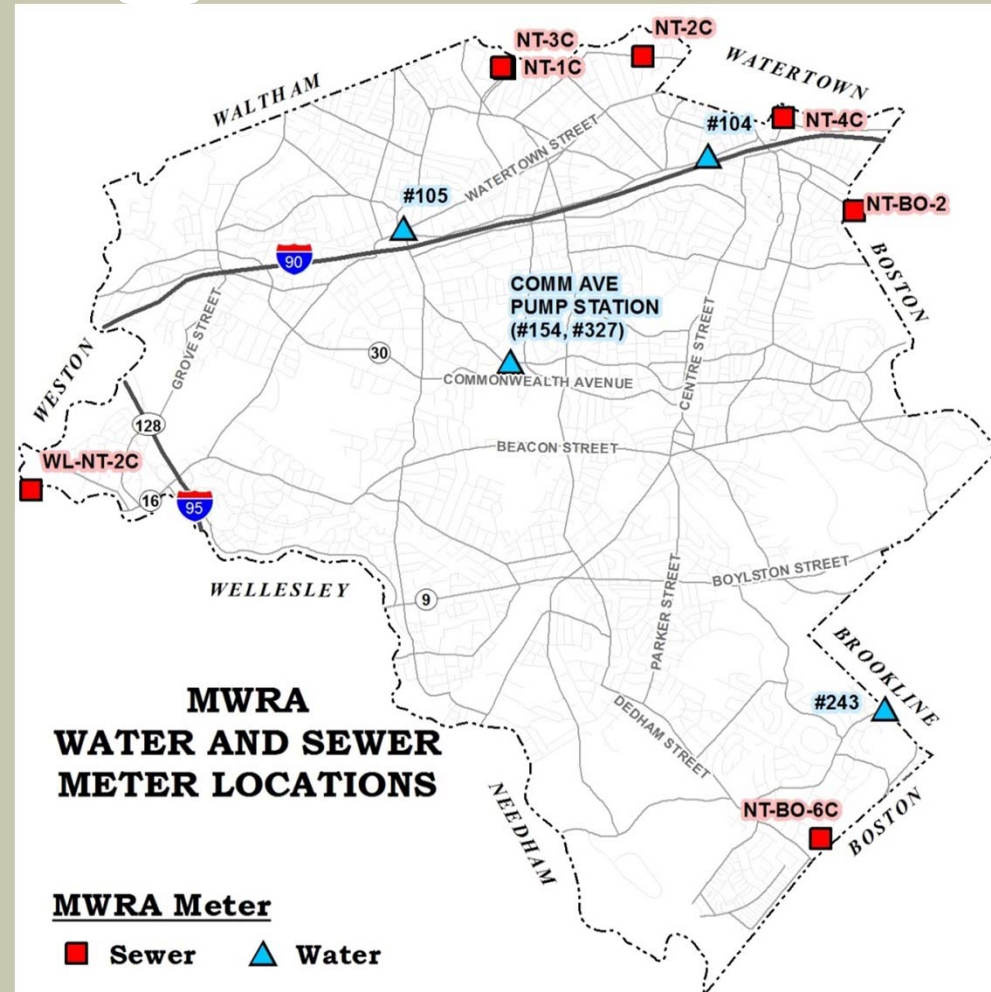 NT-3C
NT-1C
NT-2C
WATERTOWN
WALTHAM
#104
NT-4C
WATERTOWN STREET
#105
NT-BO-2
90
BOSTON
COMM AVE
PUMP STATION
(#154, #327)
GROVE STREET
CENTRE STREET
30
WESTON
COMMONWEALTH AVENUE
128
BEACON STREET
WL-NT-2C
16
95
WELLESLEY
BOYLSTON STREET
9
PARKER STREET
BROOKLINE
#243
MWRA
WATER AND SEWER
METER LOCATIONS
DEDHAM STREET
NEEDHAM
NT-BO-6C
BOSTON
MWRA Meter
Sewer
Water